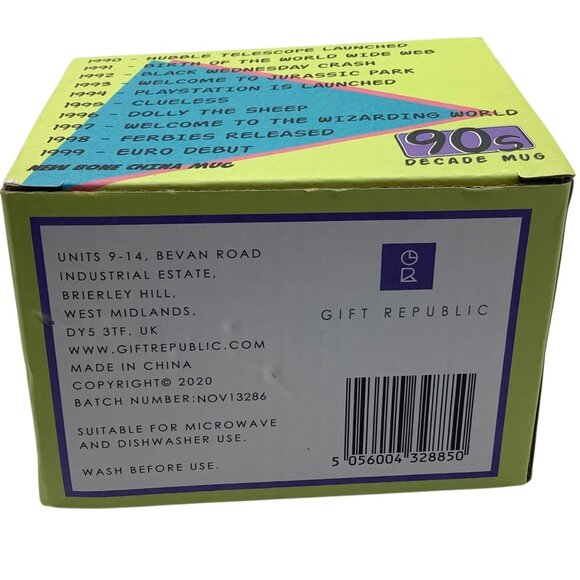 1990 - HUBBLE TELESCOPE LAUNCHED
1991 - BIRTH OF THE WORLD WIDE WEB
1992 - BLACK WEDNESDAY CRASH
1993 - WELCOME TO JURASSIC PARK
1994 - PLAYSTATION IS LAUNCHED
1995 - CLUELESS
1996 - DOLLY THE SHEEP
1997 - WELCOME TO THE WIZARDING WORLD
1998 - FERBIES RELEASED
1999 - EURO DEBUT
90s
DECADE MUG
NEW BONE CHINA MUG
UNITS 9-14, BEVAN ROAD
INDUSTRIAL ESTATE,
BRIERLEY HILL,
WEST MIDLANDS,
DY5 3TF, UK
WWW.GIFTREPUBLIC.COM
MADE IN CHINA
COPYRIGHT© 2020
BATCH NUMBER:NOV13286
SUITABLE FOR MICROWAVE
AND DISHWASHER USE.
WASH BEFORE USE.
GR
GIFT REPUBLIC
5 056004 328850